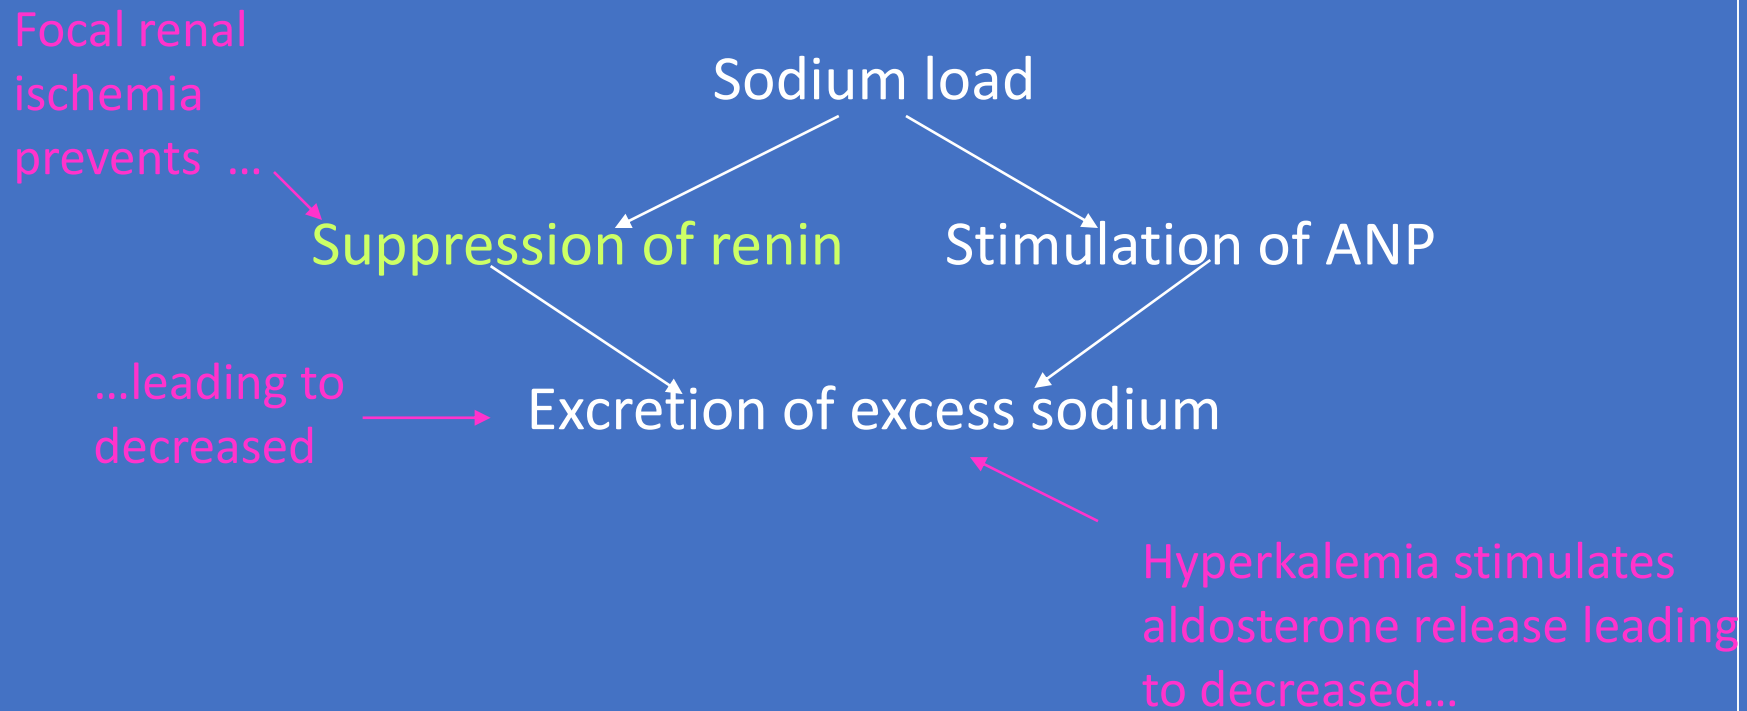 Focal renal
ischemia
prevents ...
Sodium load
Suppression of renin
Stimulation of ANP
...leading to
decreased
Excretion of excess sodium
Hyperkalemia stimulates
aldosterone release leading
to decreased...